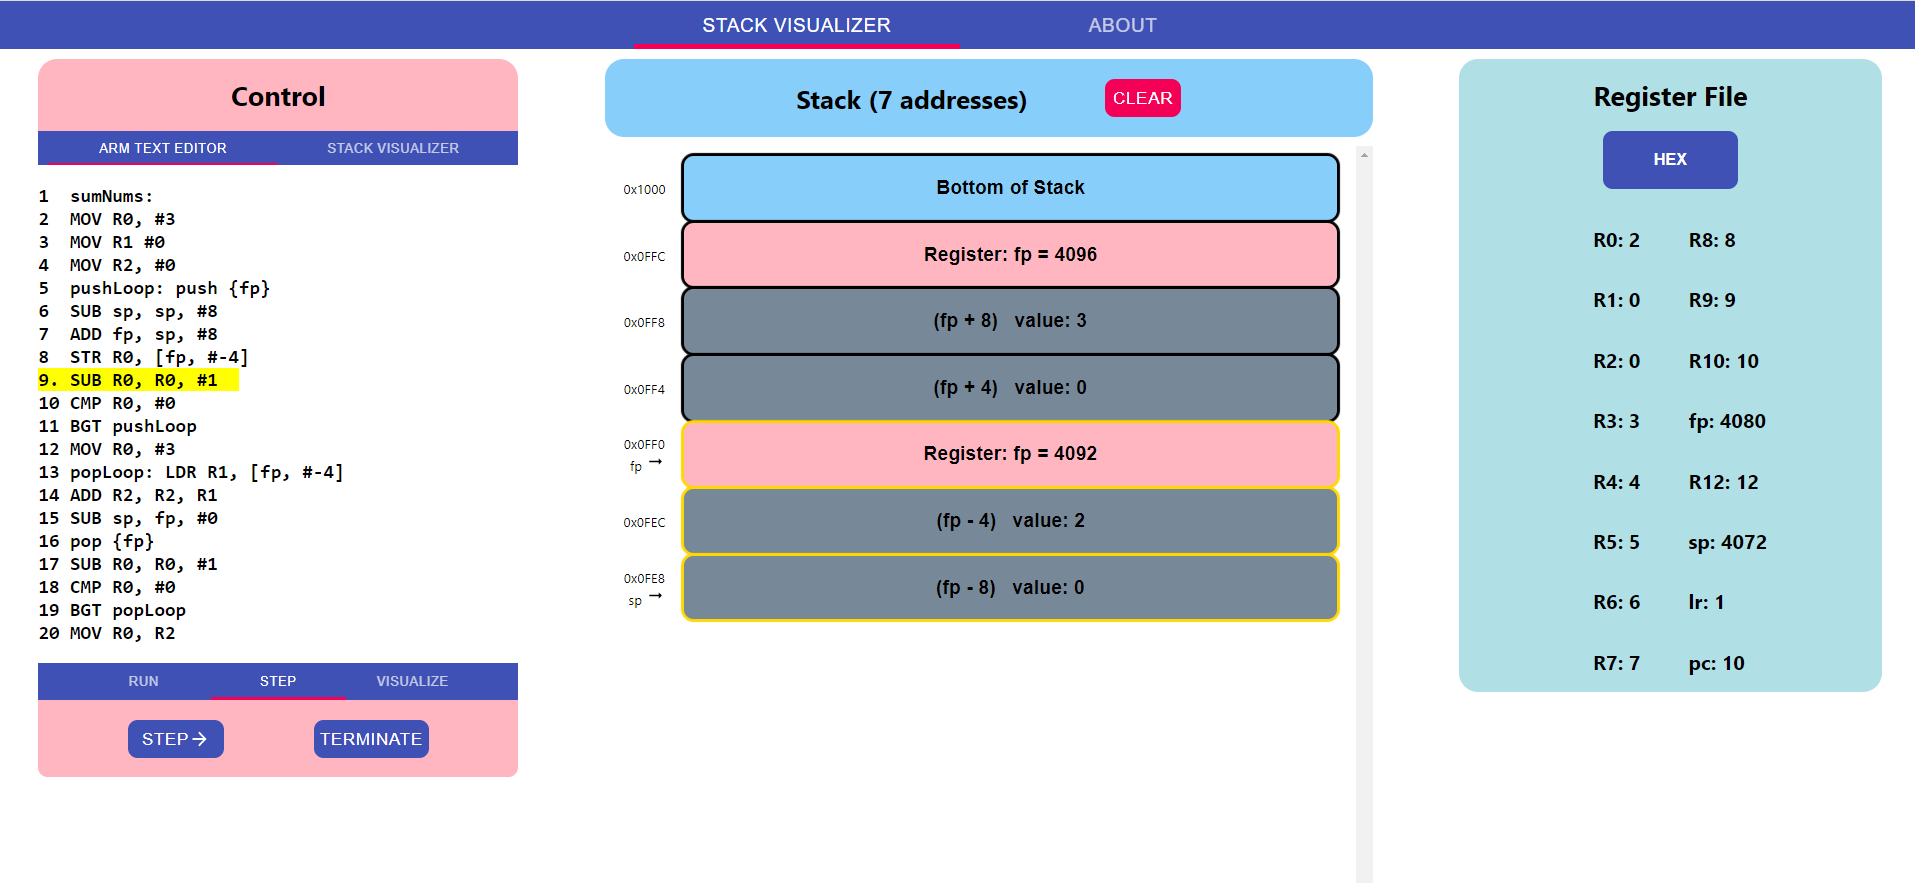 STACK VISUALIZER ABOUT
Control
ARM TEXT EDITOR STACK VISUALIZER
1 sumNums:
2 MOV R0, #3
3 MOV R1 #0
4 MOV R2, #0
5 pushLoop: push {fp}
6 SUB sp, sp, #8
7 ADD fp, sp, #8
8 STR R0, [fp, #-4]
9. SUB R0, R0, #1
10 CMP R0, #0
11 BGT pushLoop
12 MOV R0, #3
13 popLoop: LDR R1, [fp, #-4]
14 ADD R2, R2, R1
15 SUB sp, fp, #0
16 pop {fp}
17 SUB R0, R0, #1
18 CMP R0, #0
19 BGT popLoop
20 MOV R0, R2
RUN STEP VISUALIZE
STEP→ TERMINATE
Stack (7 addresses) CLEAR
0x1000 Bottom of Stack
0x0FFC Register: fp = 4096
0x0FF8 (fp + 8) value: 3
0x0FF4 (fp + 4) value: 0
0x0FF0
fp → Register: fp = 4092
0x0FEC (fp - 4) value: 2
0x0FE8
sp → (fp - 8) value: 0
Register File
HEX
R0: 2 R8: 8
R1: 0 R9: 9
R2: 0 R10: 10
R3: 3 fp: 4080
R4: 4 R12: 12
R5: 5 sp: 4072
R6: 6 lr: 1
R7: 7 pc: 10